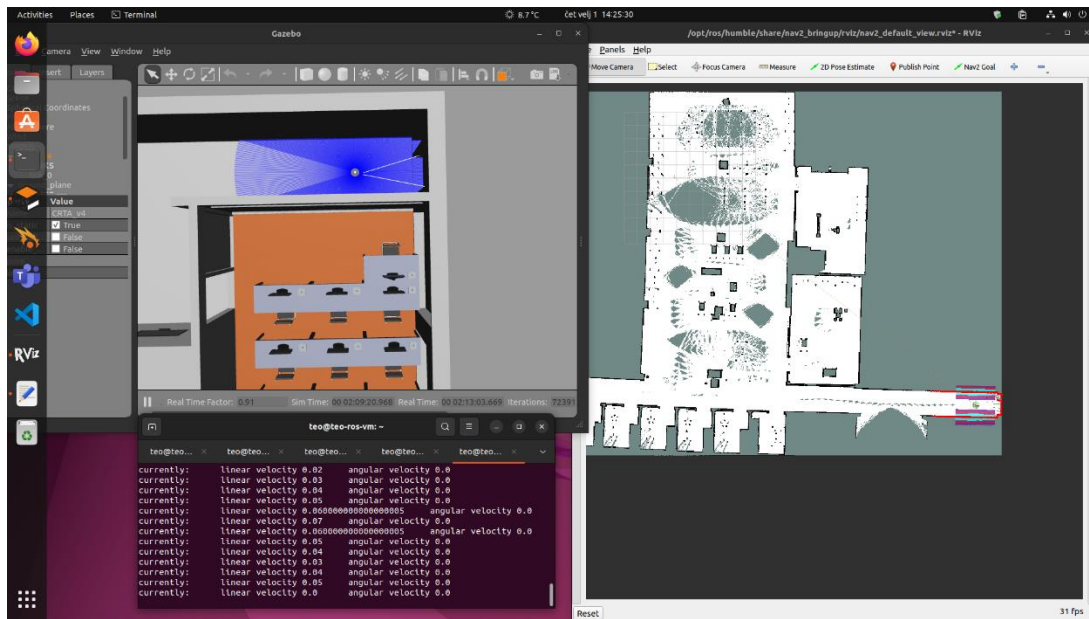 Activities Places Terminal 8.7°C čet velj 1 14:25:30
Gazebo
amera View Window Help
sert Layers
oordinates
re
KS
D
_plane
Value
CRTA_v4
True
False
False
Real Time Factor: 0.91 Sim Time: 00 02:09:20.968 Real Time: 00 02:13:03.669 Iterations: 72391
teo@teo-ros-vm: ~
teo@teo... × teo@teo... × teo@teo... × teo@teo... × teo@teo... ×
currently: linear velocity 0.02 angular velocity 0.0
currently: linear velocity 0.03 angular velocity 0.0
currently: linear velocity 0.04 angular velocity 0.0
currently: linear velocity 0.05 angular velocity 0.0
currently: linear velocity 0.060000000000000005 angular velocity 0.0
currently: linear velocity 0.07 angular velocity 0.0
currently: linear velocity 0.060000000000000005 angular velocity 0.0
currently: linear velocity 0.05 angular velocity 0.0
currently: linear velocity 0.04 angular velocity 0.0
currently: linear velocity 0.03 angular velocity 0.0
currently: linear velocity 0.04 angular velocity 0.0
currently: linear velocity 0.05 angular velocity 0.0
currently: linear velocity 0.0 angular velocity 0.0
/opt/ros/humble/share/nav2_bringup/rviz/nav2_default_view.rviz* - RViz
e Panels Help
Move Camera Select Focus Camera Measure 2D Pose Estimate Publish Point Nav2 Goal
Reset 31 fps
RViz